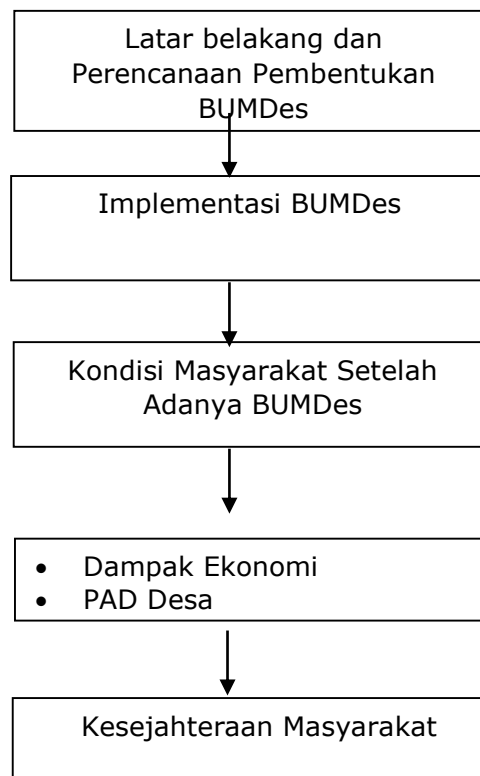 Latar belakang dan
Perencanaan Pembentukan
BUMDes
Implementasi BUMDes
Kondisi Masyarakat Setelah
Adanya BUMDes
• Dampak Ekonomi
• PAD Desa
Kesejahteraan Masyarakat